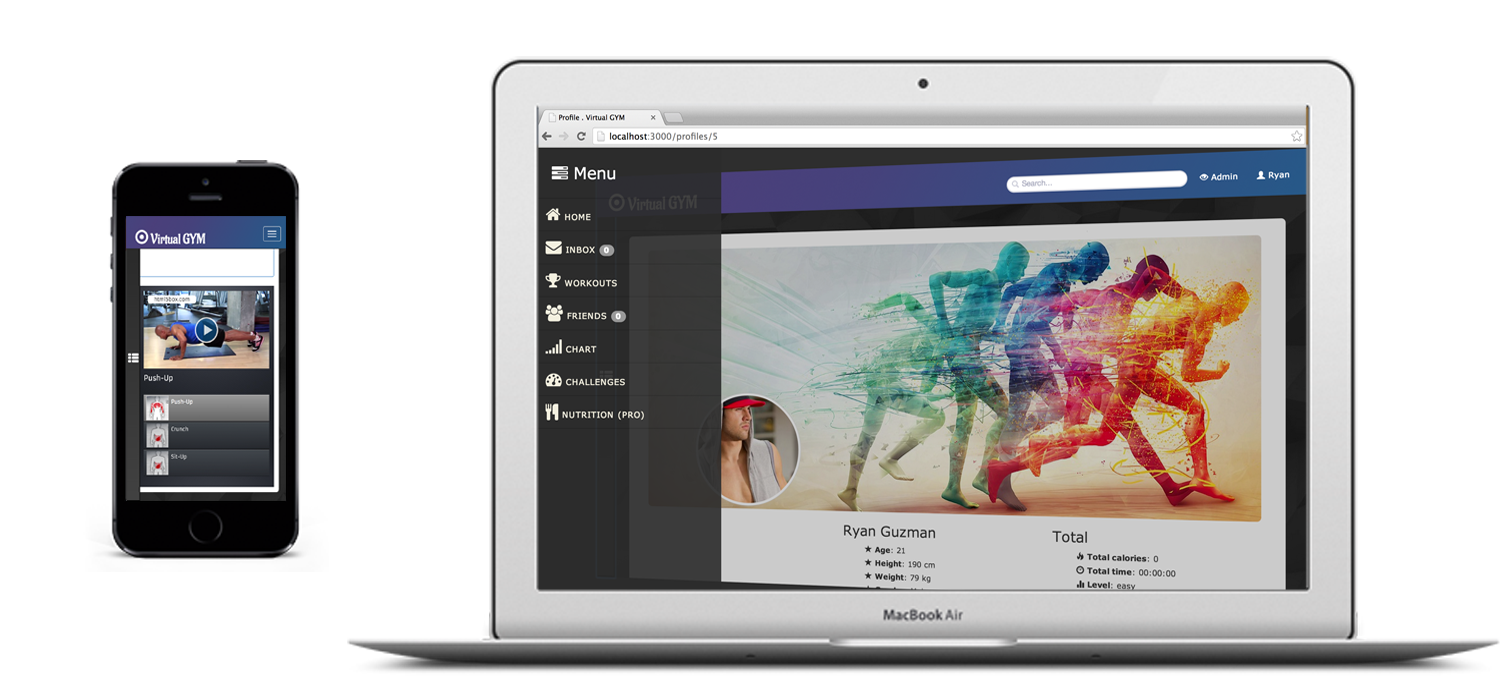 Virtual GYM
remisbox.com
Push-Up
Push-Up
Crunch
Sit-Up
Profile . Virtual GYM
localhost:3000/profiles/5
Menu
Virtual GYM
Search...
Admin
Ryan
HOME
INBOX 0
WORKOUTS
FRIENDS 0
CHART
CHALLENGES
NUTRITION (PRO)
Ryan Guzman
Age: 21
Height: 190 cm
Weight: 79 kg
Total
Total calories: 0
Total time: 00:00:00
Level: easy
MacBook Air